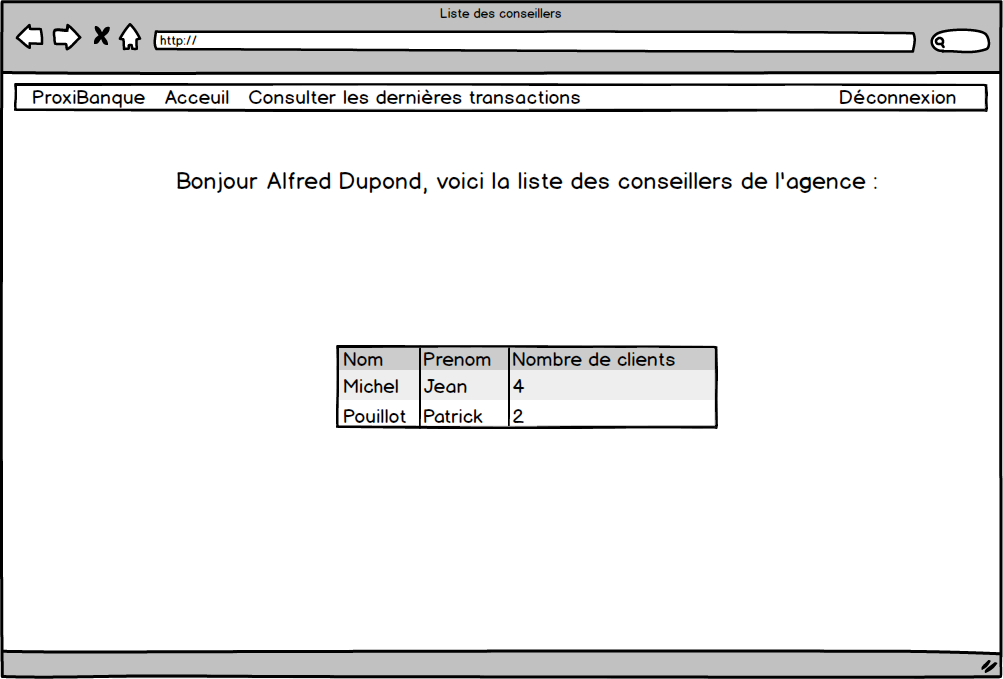 Liste des conseillers
http://
ProxiBanque Acceuil Consulter les dernières transactions Déconnexion
Bonjour Alfred Dupond, voici la liste des conseillers de l'agence :
Nom Prenom Nombre de clients
Michel Jean 4
Pouillot Patrick 2